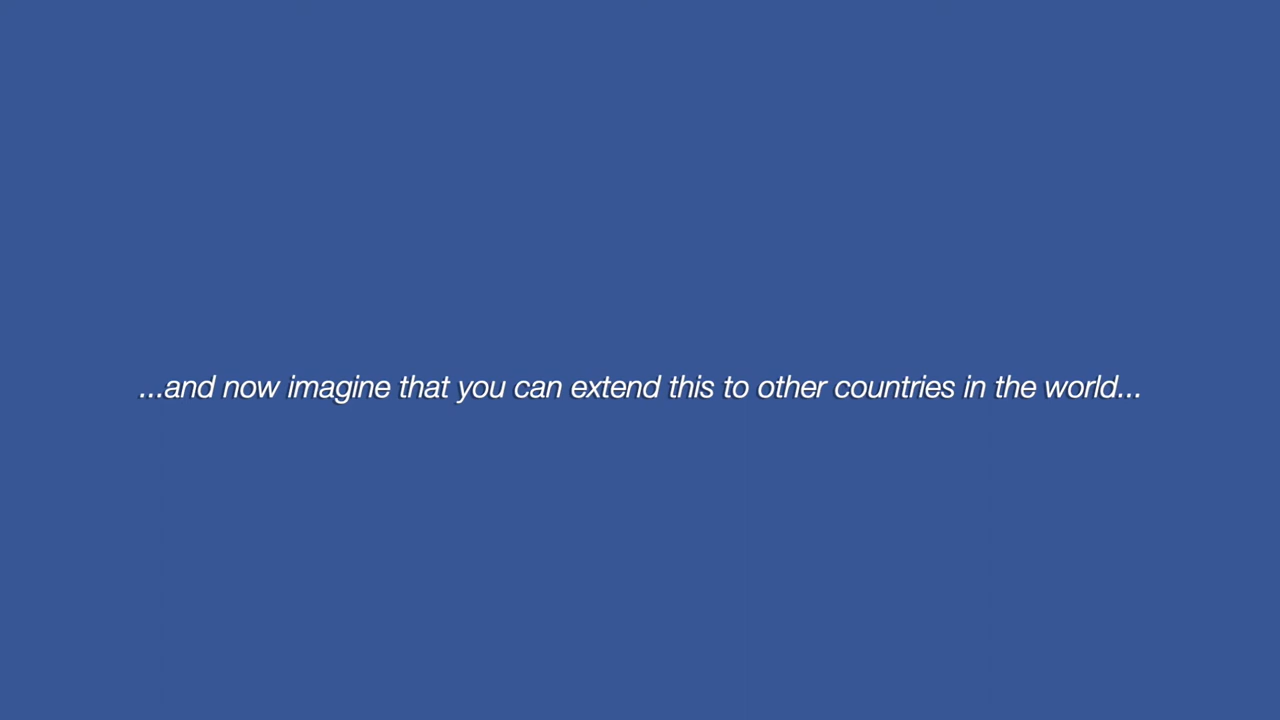 ...and now imagine that you can extend this to other countries in the world...